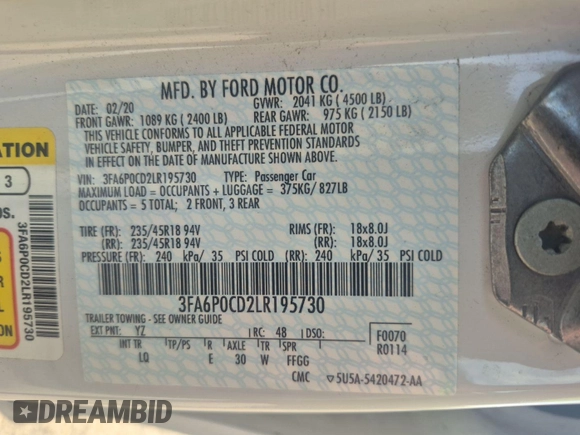 MFD. BY FORD MOTOR CO.
DATE: 02/20 GVWR: 2041 KG ( 4500 LB)
FRONT GAWR: 1089 KG ( 2400 LB) REAR GAWR: 975 KG ( 2150 LB)
THIS VEHICLE CONFORMS TO ALL APPLICABLE FEDERAL MOTOR
VEHICLE SAFETY, BUMPER, AND THEFT PREVENTION STANDARDS
IN EFFECT ON THE DATE OF MANUFACTURE SHOWN ABOVE.
VIN: 3FA6P0CD2LR195730 TYPE: Passenger Car
MAXIMUM LOAD = OCCUPANTS + LUGGAGE = 375KG/ 827LB
OCCUPANTS = 5 TOTAL; 2 FRONT, 3 REAR
TIRE (FR): 235/45R18 94V RIMS (FR): 18x8.0J
(RR): 235/45R18 94V (RR): 18x8.0J
PRESSURE (FR): 240 kPa/ 35 PSI COLD (RR): 240 kPa/ 35 PSI COLD
3FA6P0CD2LR195730
TRAILER TOWING - SEE OWNER GUIDE
EXT PNT: YZ RC: 48 DSO: F0070
INT TR TP/PS R AXLE TR SPR R0114
LQ E 30 W FFGG
CMC 5U5A-5420472-AA
ATION
3
OS.
3FA6P0CD2LR195730
ION
DREAMBID